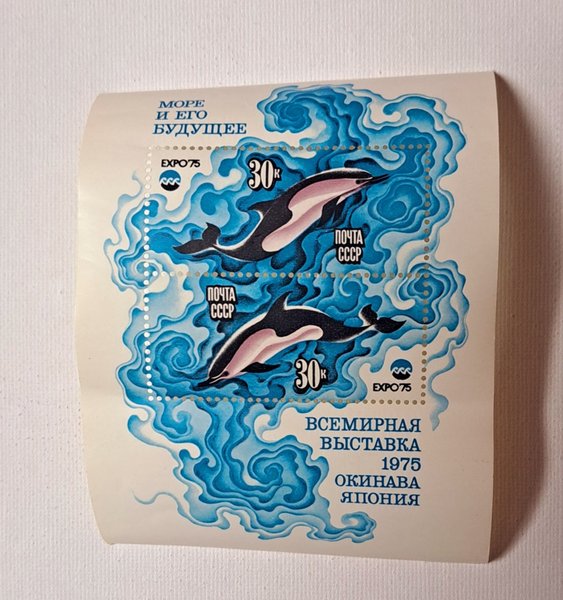 МОРЕ
И ЕГО
БУДУЩЕЕ
EXPO'75
30к
ПОЧТА
СССР
ПОЧТА
СССР
30к
EXPO'75
ВСЕМИРНАЯ
ВЫСТАВКА
1975
ОКИНАВА
ЯПОНИЯ